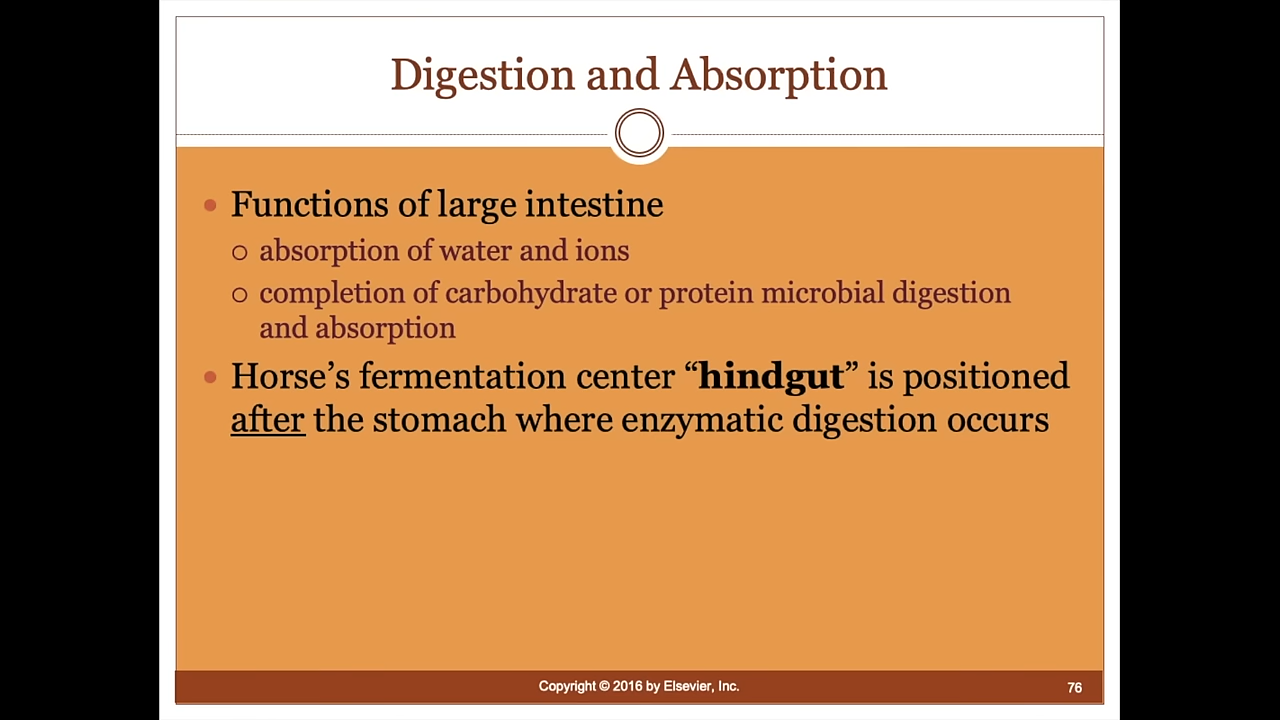 Digestion and Absorption
• Functions of large intestine
○ absorption of water and ions
○ completion of carbohydrate or protein microbial digestion
and absorption
• Horse’s fermentation center “hindgut” is positioned
after the stomach where enzymatic digestion occurs
Copyright © 2016 by Elsevier, Inc.
76